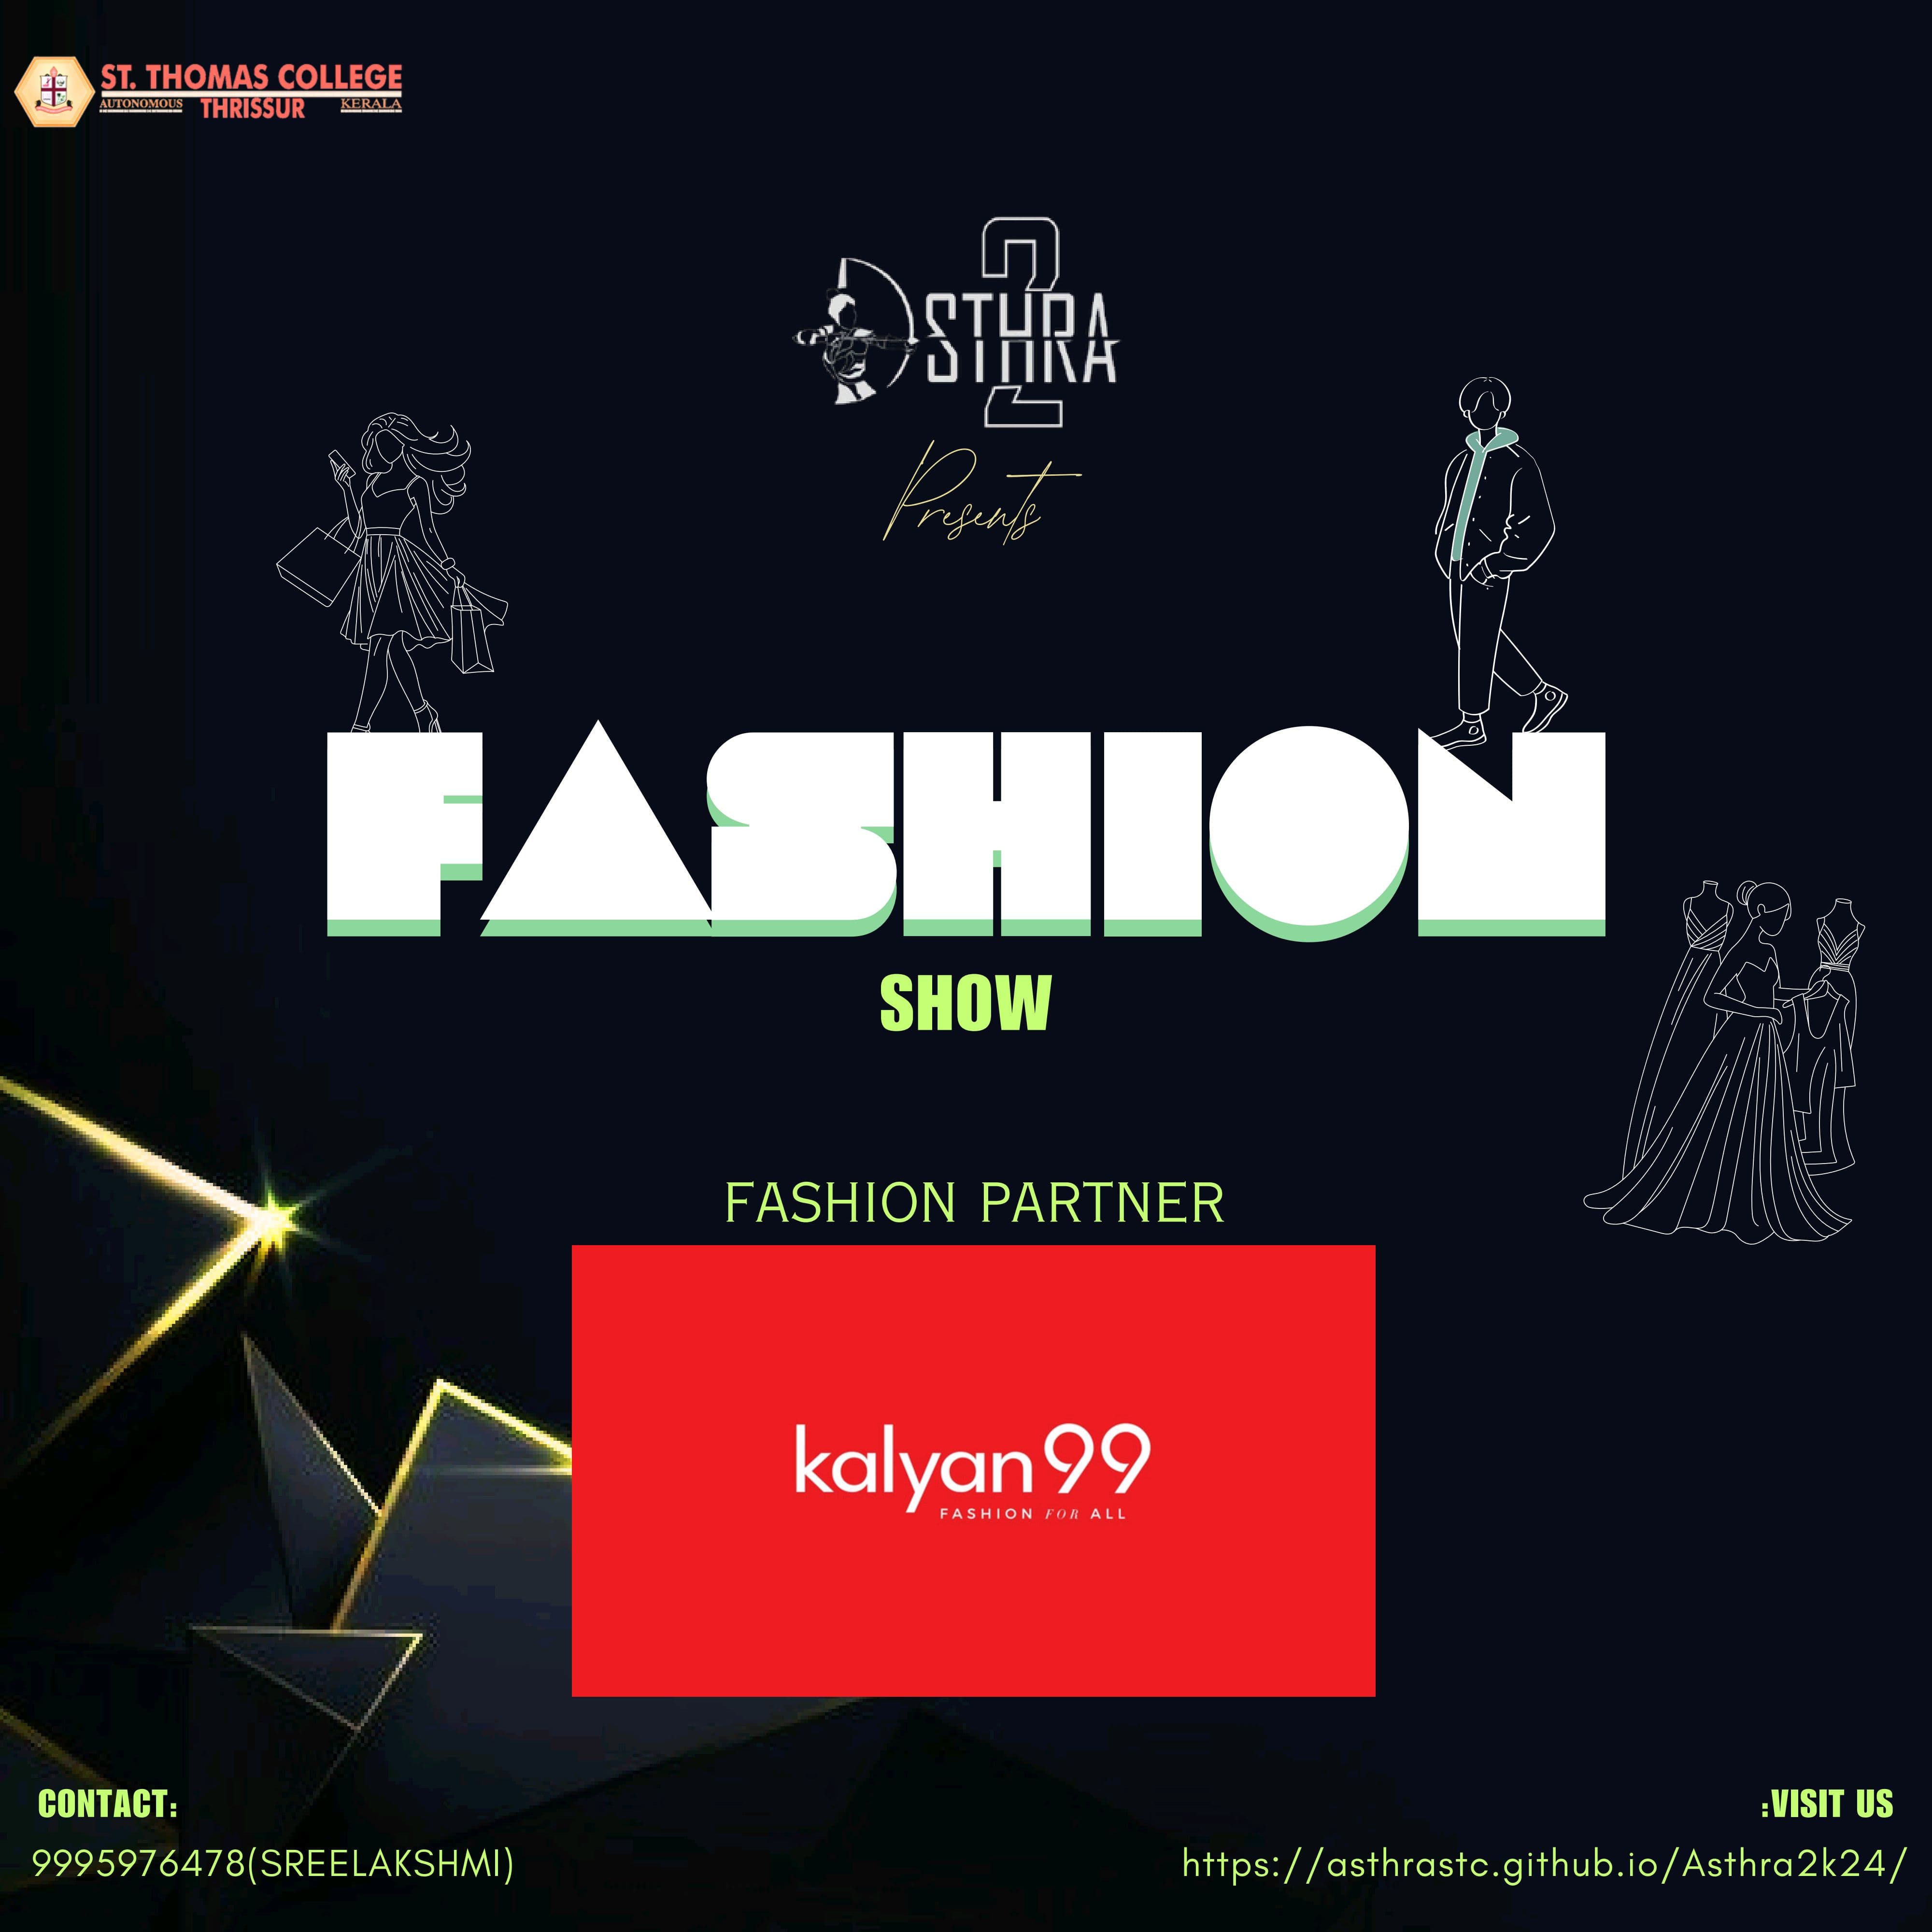 ST. THOMAS COLLEGE
AUTONOMOUS THRISSUR KERALA
2
STHRA
Presents
FASHION
SHOW
FASHION PARTNER
kalyan99
FASHION FOR ALL
CONTACT:
9995976478(SREELAKSHMI)
:VISIT US
https://asthrastc.github.io/Asthra2k24/